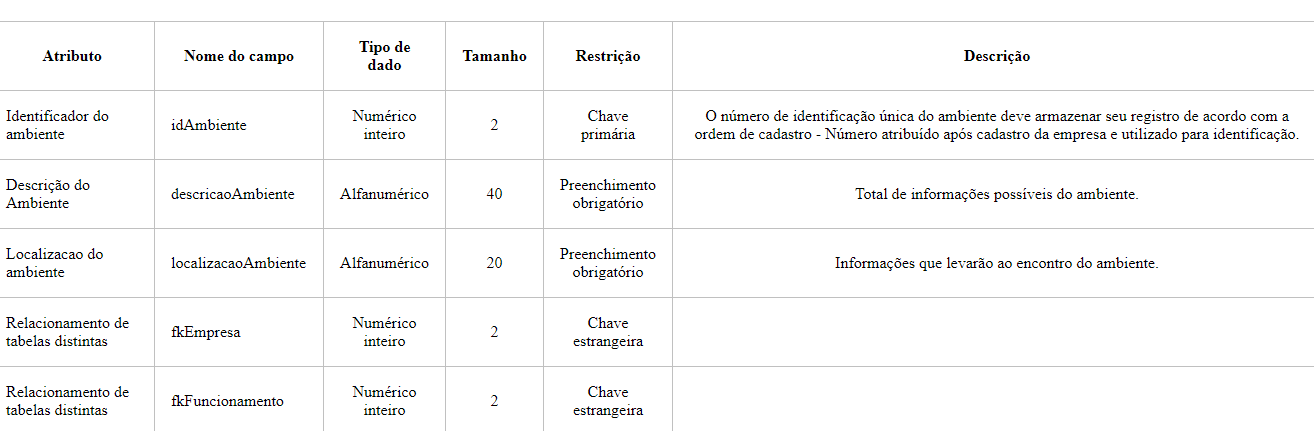 Atributo
Nome do campo
Tipo de
dado
Tamanho
Restrição
Descrição
Identificador do
ambiente
idAmbiente
Numérico
inteiro
2
Chave
primária
O número de identificação única do ambiente deve armazenar seu registro de acordo com a
ordem de cadastro - Número atribuído após cadastro da empresa e utilizado para identificação.
Descrição do
Ambiente
descricaoAmbiente
Alfanumérico
40
Preenchimento
obrigatório
Total de informações possíveis do ambiente.
Localizacao do
ambiente
localizacaoAmbiente
Alfanumérico
20
Preenchimento
obrigatório
Informações que levarão ao encontro do ambiente.
Relacionamento de
tabelas distintas
fkEmpresa
Numérico
inteiro
2
Chave
estrangeira
Relacionamento de
tabelas distintas
fkFuncionamento
Numérico
inteiro
2
Chave
estrangeira